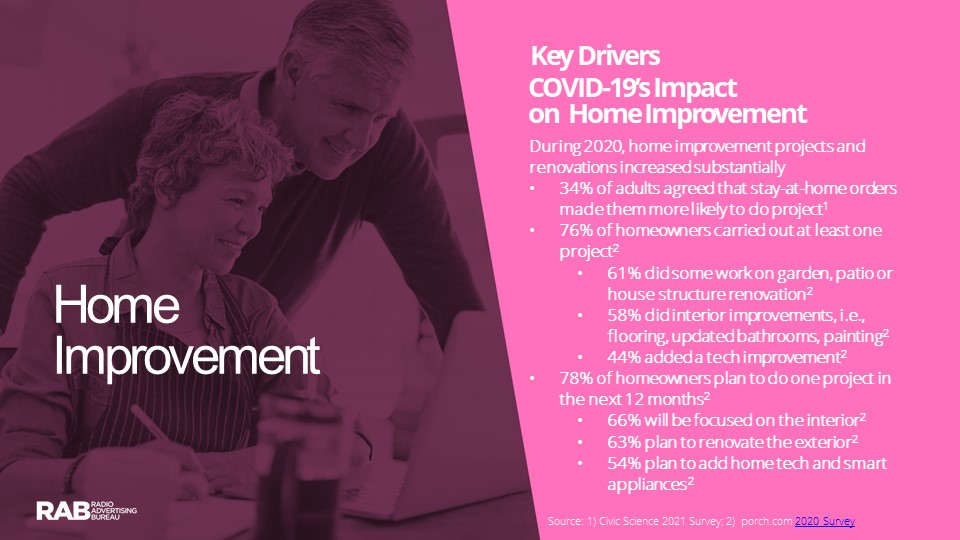 Home
Improvement
RAB RADIO
ADVERTISING
BUREAU
Key Drivers
COVID-19's Impact
on Home Improvement
During 2020, home improvement projects and
renovations increased substantially
• 34% of adults agreed that stay-at-home orders
made them more likely to do project¹
• 76% of homeowners carried out at least one
project²
• 61% did some work on garden, patio or
house structure renovation²
• 58% did interior improvements, i.e.,
flooring, updated bathrooms, painting²
• 44% added a tech improvement²
• 78% of homeowners plan to do one project in
the next 12 months²
• 66% will be focused on the interior²
• 63% plan to renovate the exterior²
• 54% plan to add home tech and smart
appliances²
Source: 1) Civic Science 2021 Survey; 2) porch.com 2020 Survey